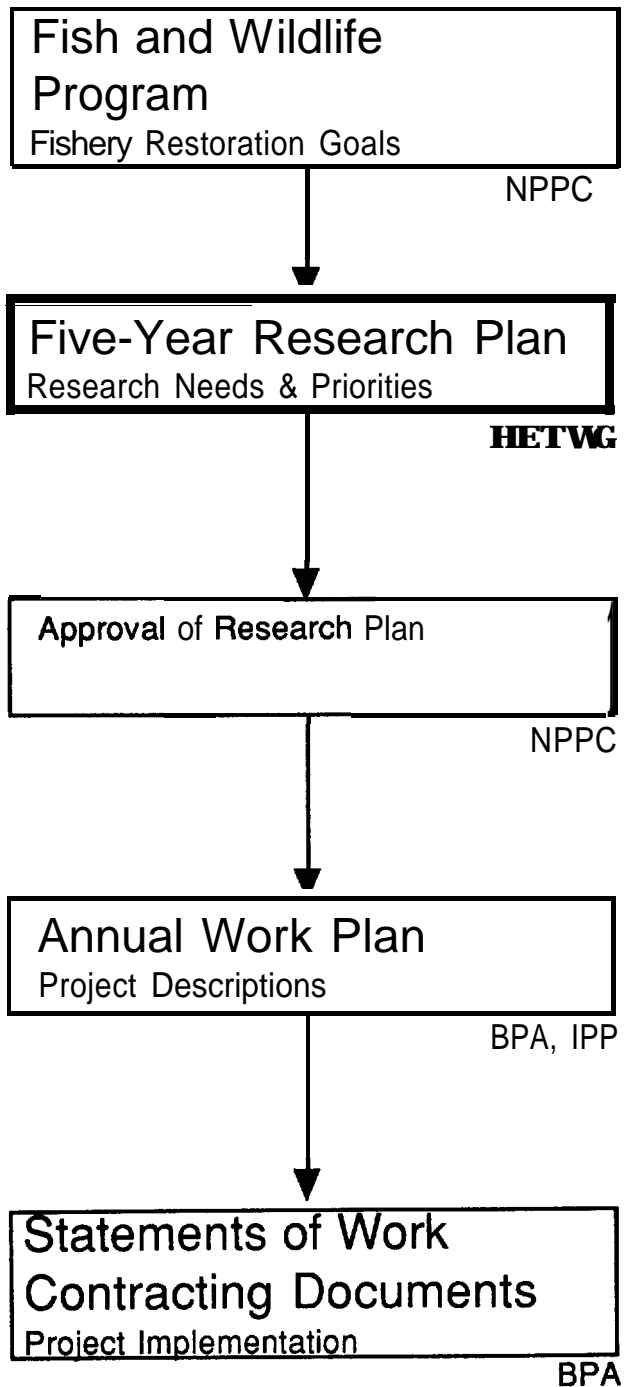 Fish and Wildlife
Program
Fishery Restoration Goals
NPPC
Five-Year Research Plan
Research Needs & Priorities
HETWG
Approval of Research Plan
NPPC
Annual Work Plan
Project Descriptions
BPA, IPP
Statements of Work
Contracting Documents
Project Implementation
BPA